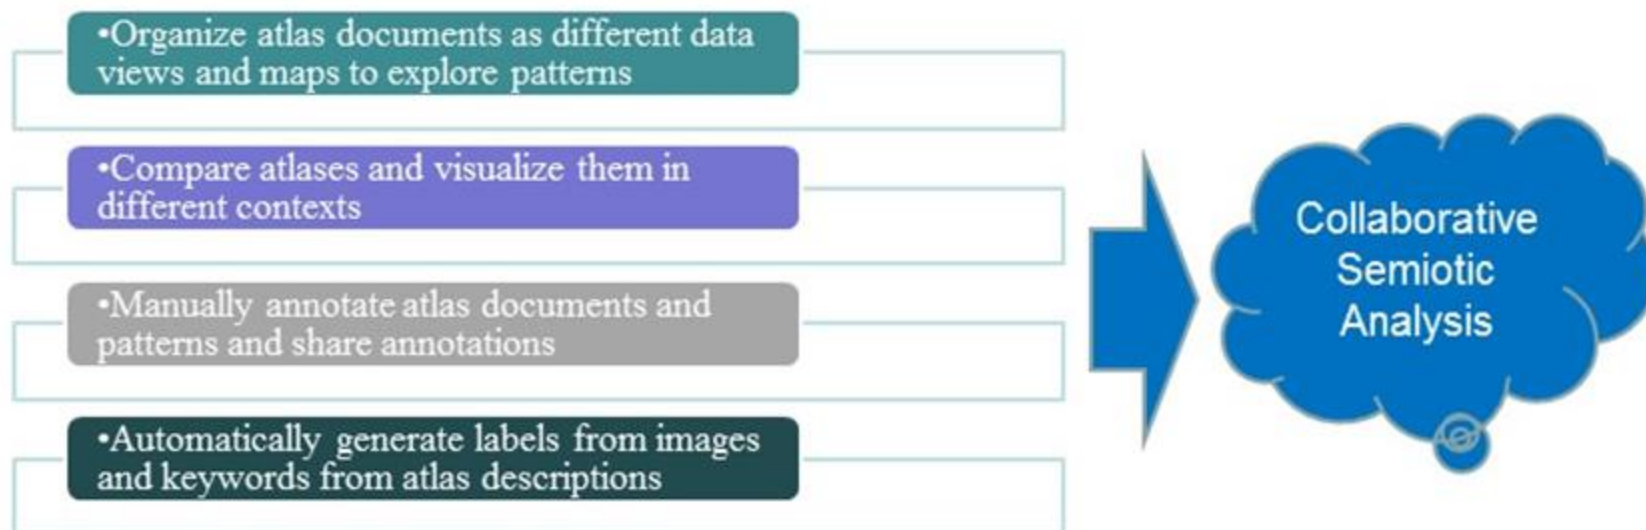 •Organize atlas documents as different data
views and maps to explore patterns
•Compare atlases and visualize them in
different contexts
•Manually annotate atlas documents and
patterns and share annotations
•Automatically generate labels from images
and keywords from atlas descriptions
Collaborative
Semiotic
Analysis